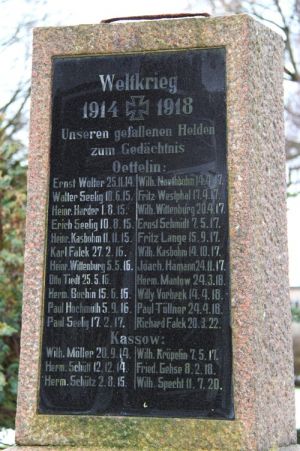 Weltkrieg
1914 1918
Unseren gefallenen Helden
zum Gedächtnis
Oettelin:
Ernst Wolter 25.11.14. Wilh. 14.4.17.
Walter Seelig 10.6.15. Fritz Westphal 17.4.17.
Heinr. Harder 1.8.15. Wilh. Wittenburg 20.4.17.
Erich Seelig 10.8.15. Ernst Schmidt 7.5.17.
Heinr. Kasbohm 11.11.15. Fritz Lange 15.9.17.
Karl Falck 27.2.16. Wilh. Kasbohm 14.10.17.
Heinr. Wittenburg 5.5.16. Joach. Hamann 24.11.17.
Otto Tiedt 25.5.16. Herm. Mantow 24.3.18.
Herm. Buchin 15.6.16. Willy Vorbeck 14.4.18.
Paul Hochmuth 5.9.16. Paul Töllner 24.4.18.
Paul Seelig 17.2.17. Richard Falck 20.3.22.
Kassow:
Wilh. Möller 20.9.14. Wilh. Kröpelin 7.5.17.
Herm. Schütt 12.12.14. Fried. Gehse 8.2.18.
Herm. Schütz 2.8.15. Wilh. Specht 11.7.20.